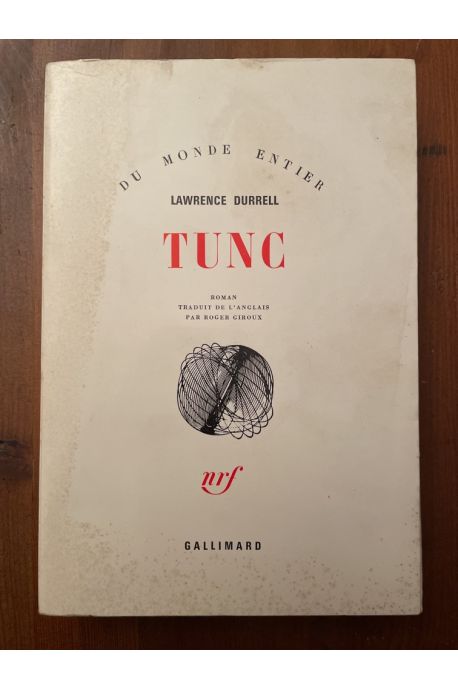 DU MONDE ENTIER
LAWRENCE DURRELL
TUNC
ROMAN
TRADUIT DE L'ANGLAIS
PAR ROGER GIROUX
nrf
GALLIMARD